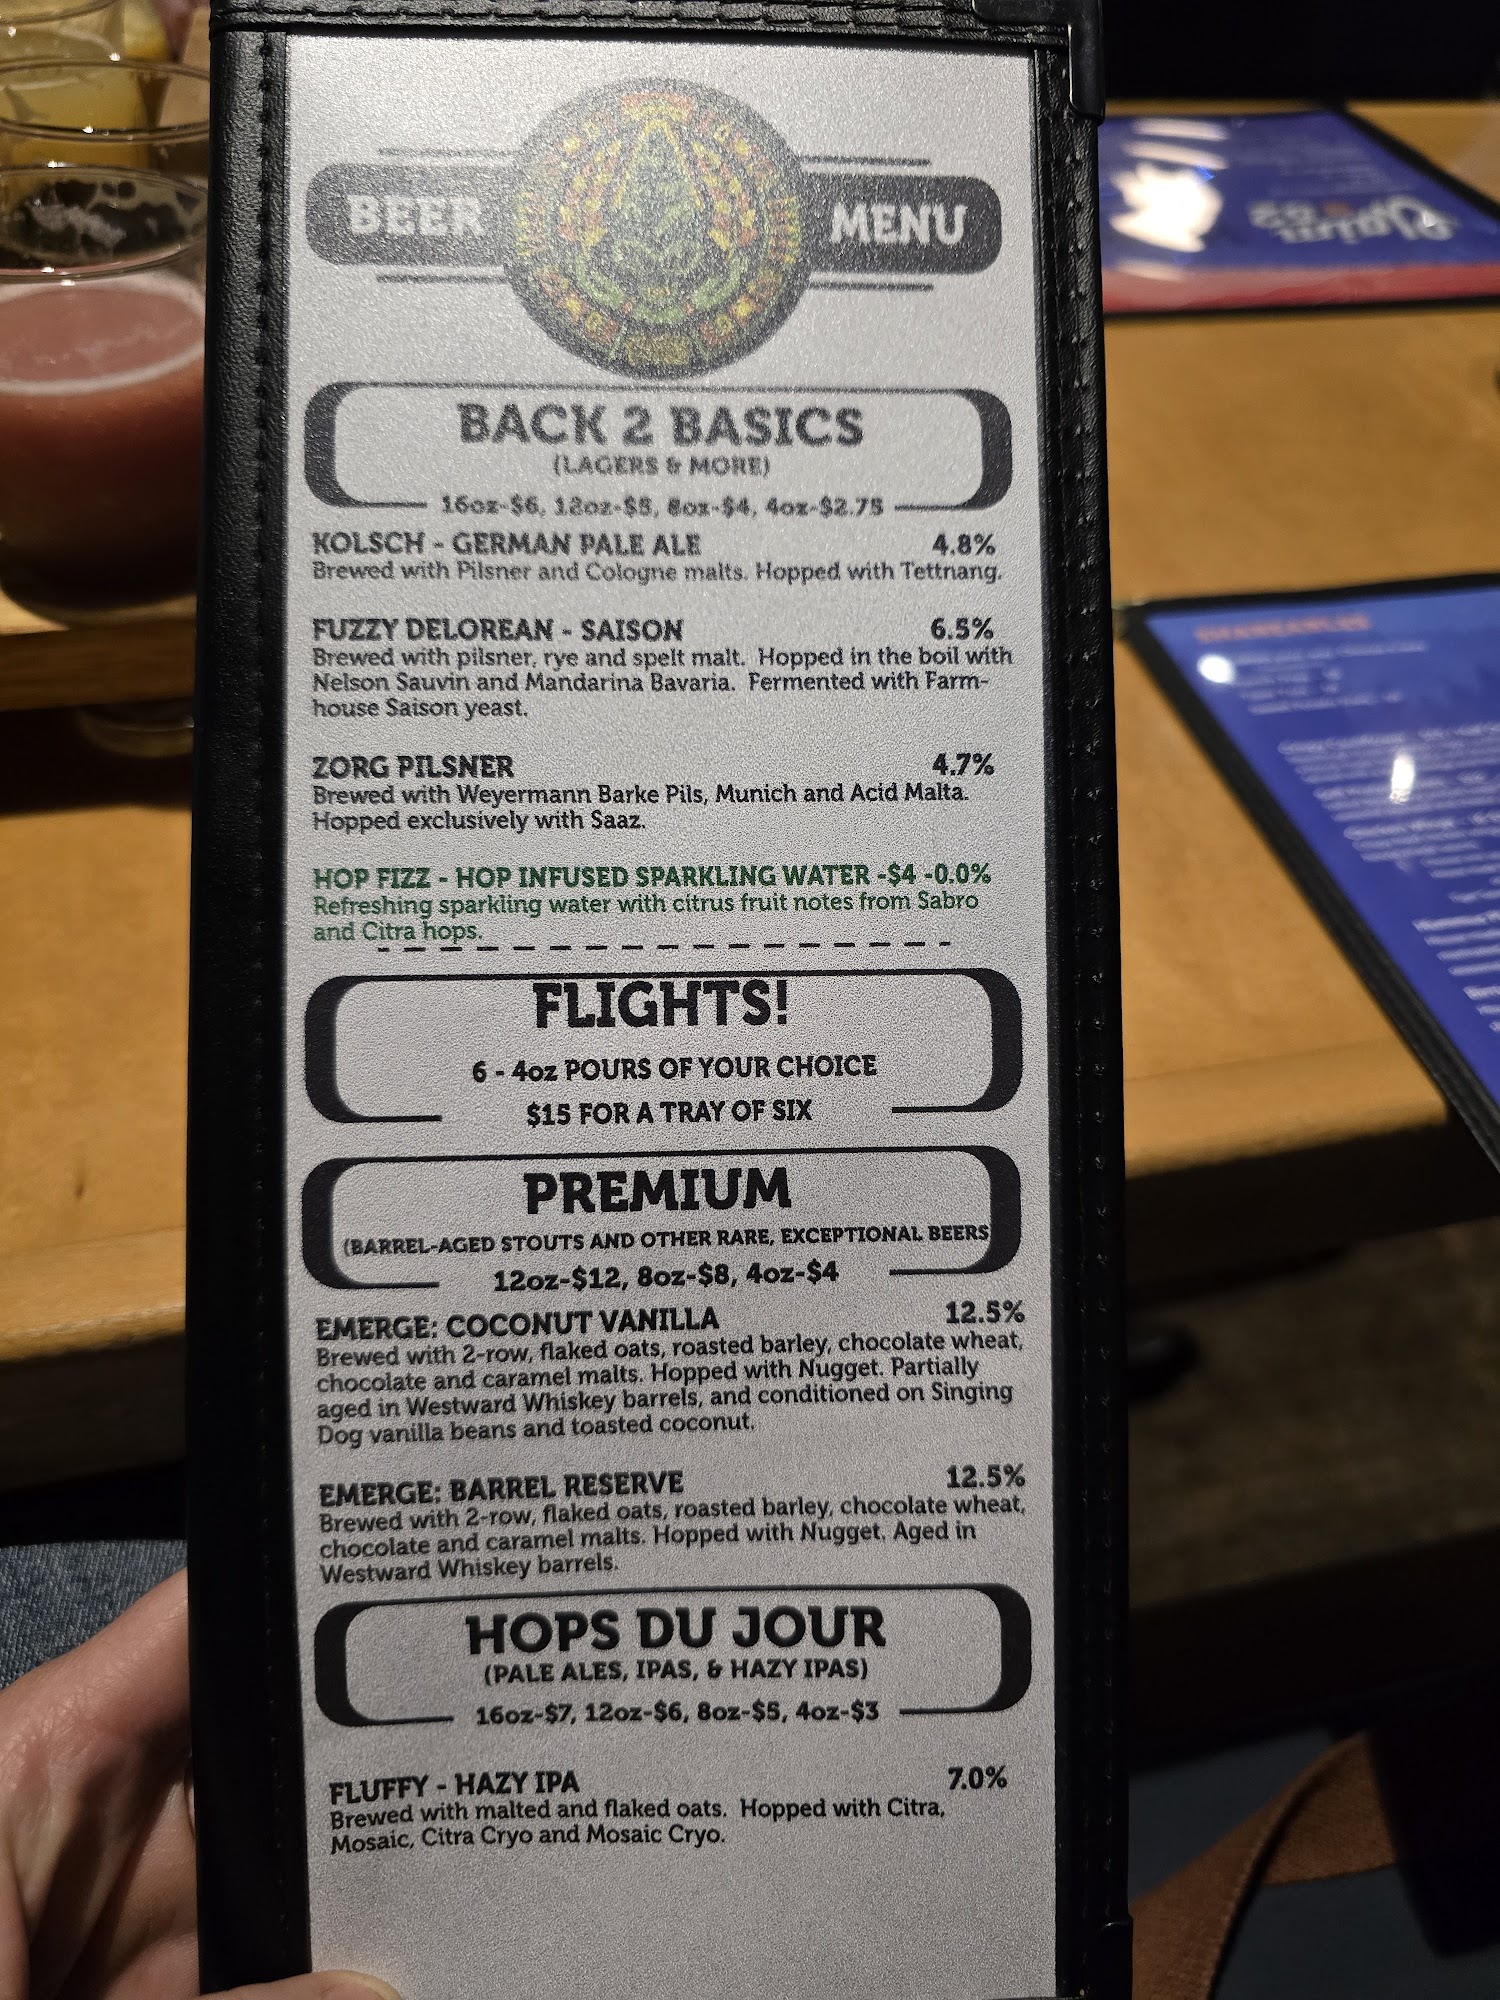 BEER MENU
BACK 2 BASICS
(LAGERS & MORE)
16oz-$6, 12oz-$5, 8oz-$4, 4oz-$2.75
KOLSCH - GERMAN PALE ALE 4.8%
Brewed with Pilsner and Cologne malts. Hopped with Tettnang.
FUZZY DELOREAN - SAISON 6.5%
Brewed with pilsner, rye and spelt malt. Hopped in the boil with
Nelson Sauvin and Mandarina Bavaria. Fermented with Farm-
house Saison yeast.
ZORG PILSNER 4.7%
Brewed with Weyermann Barke Pils, Munich and Acid Malta.
Hopped exclusively with Saaz.
HOP FIZZ - HOP INFUSED SPARKLING WATER -$4 -0.0%
Refreshing sparkling water with citrus fruit notes from Sabro
and Citra hops.
FLIGHTS!
6 - 4oz POURS OF YOUR CHOICE
$15 FOR A TRAY OF SIX
PREMIUM
(BARREL-AGED STOUTS AND OTHER RARE, EXCEPTIONAL BEERS
12oz-$12, 8oz-$8, 4oz-$4
EMERGE: COCONUT VANILLA 12.5%
Brewed with 2-row, flaked oats, roasted barley, chocolate wheat,
chocolate and caramel malts. Hopped with Nugget. Partially
aged in Westward Whiskey barrels, and conditioned on Singing
Dog vanilla beans and toasted coconut.
EMERGE: BARREL RESERVE 12.5%
Brewed with 2-row, flaked oats, roasted barley, chocolate wheat,
chocolate and caramel malts. Hopped with Nugget. Aged in
Westward Whiskey barrels.
HOPS DU JOUR
(PALE ALES, IPAS, & HAZY IPAS)
16oz-$7, 12oz-$6, 8oz-$5, 4oz-$3
FLUFFY - HAZY IPA 7.0%
Brewed with malted and flaked oats. Hopped with Citra,
Mosaic, Citra Cryo and Mosaic Cryo.